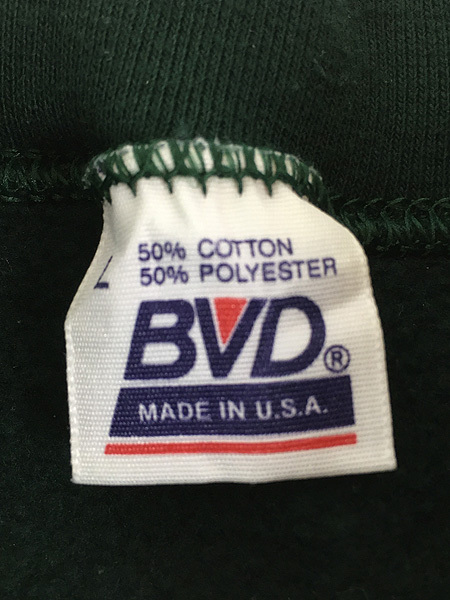 50% COTTON
L 50% POLYESTER
BVD®
MADE IN U.S.A.